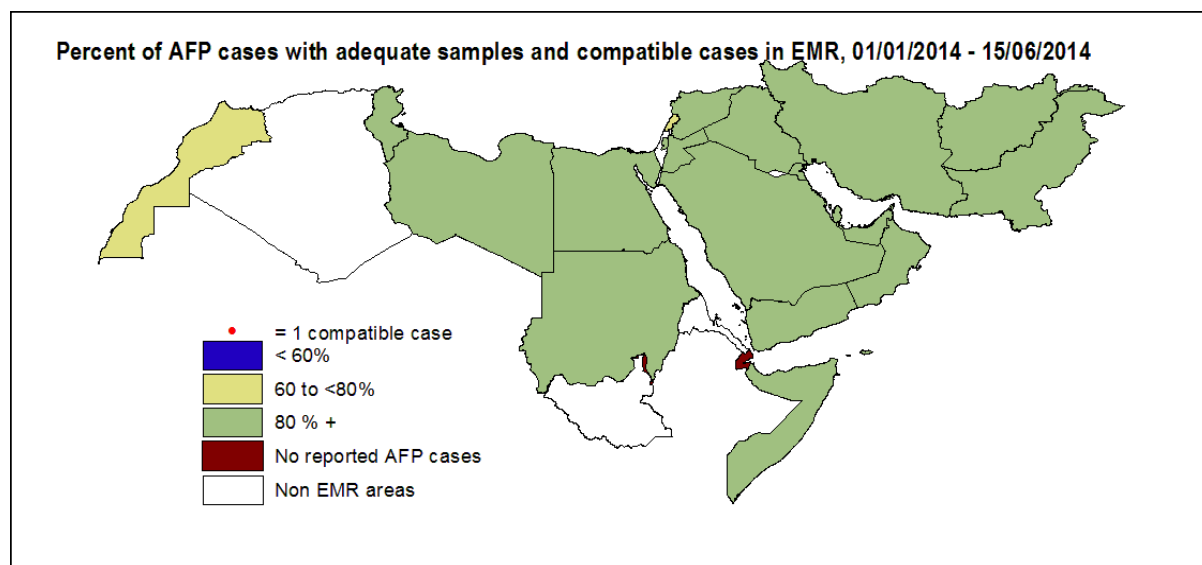 Percent of AFP cases with adequate samples and compatible cases in EMR, 01/01/2014 - 15/06/2014
= 1 compatible case
< 60%
60 to <80%
80 % +
No reported AFP cases
Non EMR areas